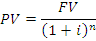 PV = FV / (1 + i)^n